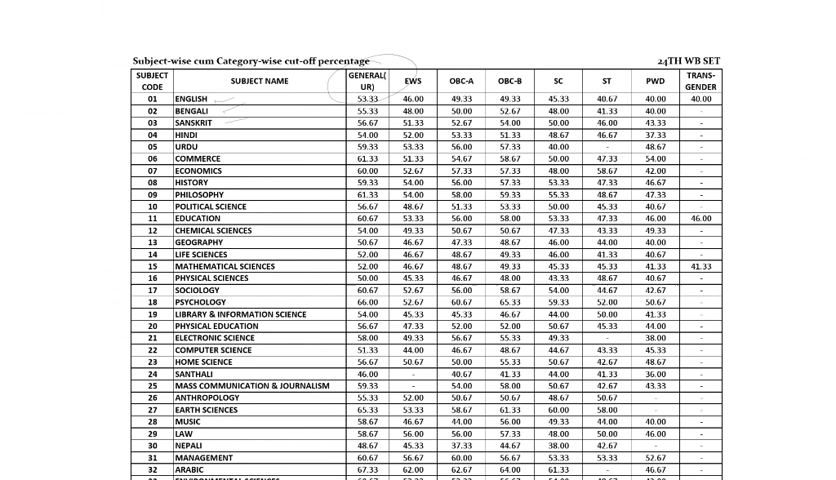 Subject-wise cum Category-wise cut-off percentage 24TH WB SET
SUBJECT CODE SUBJECT NAME GENERAL(UR) EWS OBC-A OBC-B SC ST PWD TRANS-GENDER
01 ENGLISH 53.33 46.00 49.33 49.33 45.33 40.67 40.00 40.00
02 BENGALI 55.33 48.00 50.00 52.67 48.00 41.33 40.00 -
03 SANSKRIT 56.67 51.33 52.67 54.00 50.00 46.00 43.33 -
04 HINDI 54.00 52.00 53.33 51.33 48.67 46.67 37.33 -
05 URDU 59.33 53.33 56.00 57.33 40.00 - 48.67 -
06 COMMERCE 61.33 51.33 54.67 58.67 50.00 47.33 54.00 -
07 ECONOMICS 60.00 52.67 57.33 57.33 48.00 58.67 42.00 -
08 HISTORY 59.33 54.00 56.00 57.33 53.33 47.33 46.67 -
09 PHILOSOPHY 61.33 54.00 58.00 59.33 55.33 48.67 47.33 -
10 POLITICAL SCIENCE 56.67 48.67 51.33 53.33 50.00 45.33 40.67 -
11 EDUCATION 60.67 53.33 56.00 58.00 53.33 47.33 46.00 46.00
12 CHEMICAL SCIENCES 54.00 49.33 50.67 50.67 47.33 43.33 49.33 -
13 GEOGRAPHY 50.67 46.67 47.33 48.67 46.00 44.00 40.00 -
14 LIFE SCIENCES 52.00 46.67 48.67 49.33 46.00 41.33 40.67 -
15 MATHEMATICAL SCIENCES 52.00 46.67 48.67 49.33 45.33 45.33 41.33 41.33
16 PHYSICAL SCIENCES 50.00 45.33 46.67 48.00 43.33 48.67 40.67 -
17 SOCIOLOGY 60.67 52.67 56.00 58.67 54.00 44.67 42.67 -
18 PSYCHOLOGY 66.00 52.67 60.67 65.33 59.33 52.00 50.67 -
19 LIBRARY & INFORMATION SCIENCE 54.00 45.33 45.33 46.67 44.00 50.00 41.33 -
20 PHYSICAL EDUCATION 56.67 47.33 52.00 52.00 50.67 45.33 44.00 -
21 ELECTRONIC SCIENCE 58.00 49.33 56.67 55.33 49.33 - 38.00 -
22 COMPUTER SCIENCE 51.33 44.00 46.67 48.67 44.67 43.33 45.33 -
23 HOME SCIENCE 56.67 50.67 50.00 55.33 50.67 42.67 48.67 -
24 SANTHALI 46.00 - 40.67 41.33 44.00 41.33 36.00 -
25 MASS COMMUNICATION & JOURNALISM 59.33 - 54.00 58.00 50.67 42.67 43.33 -
26 ANTHROPOLOGY 55.33 52.00 50.67 50.67 48.67 50.67 - -
27 EARTH SCIENCES 65.33 53.33 58.67 61.33 60.00 58.00 - -
28 MUSIC 58.67 46.67 44.00 56.00 49.33 44.00 40.00 -
29 LAW 58.67 56.00 56.00 57.33 48.00 50.00 46.00 -
30 NEPALI 48.67 45.33 37.33 44.67 38.00 42.67 - -
31 MANAGEMENT 60.67 56.67 60.00 56.67 53.33 53.33 52.67 -
32 ARABIC 67.33 62.00 62.67 64.00 61.33 - 46.67 -